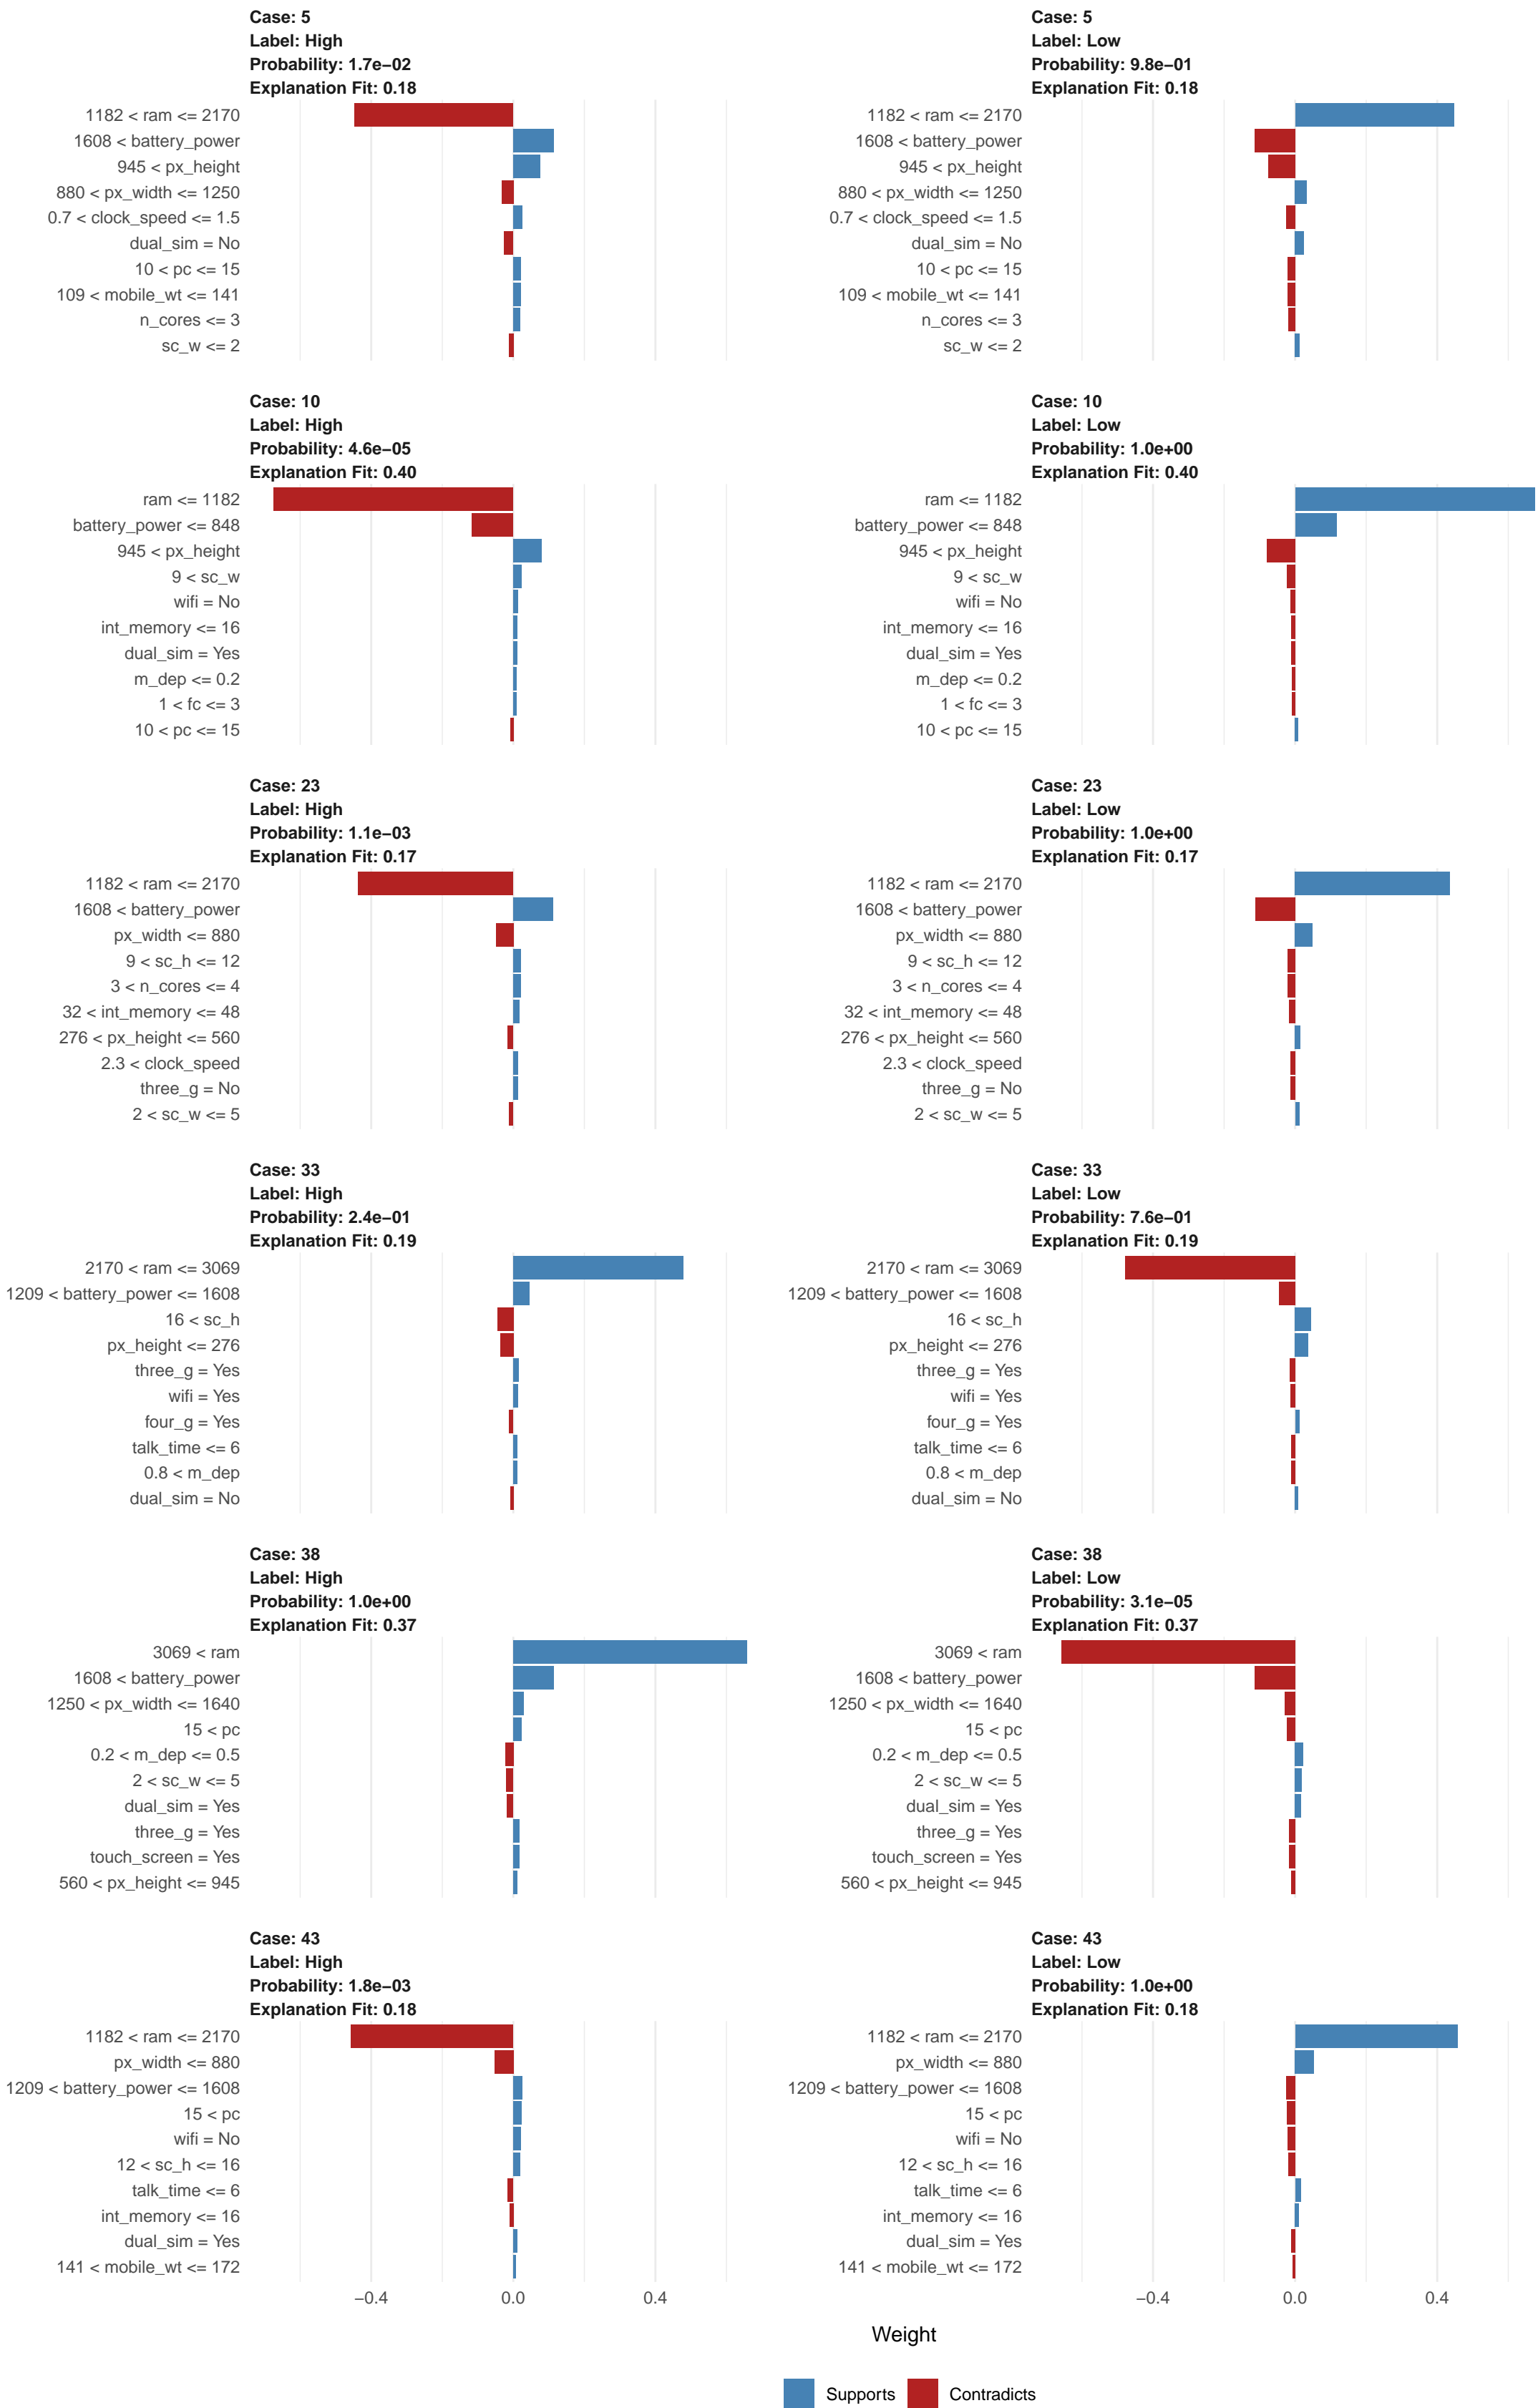 Case: 5
Label: High
Probability: 1.7e−02
Explanation Fit: 0.18
1182 < ram <= 2170
1608 < battery_power
945 < px_height
880 < px_width <= 1250
0.7 < clock_speed <= 1.5
dual_sim = No
10 < pc <= 15
109 < mobile_wt <= 141
n_cores <= 3
sc_w <= 2
Case: 5
Label: Low
Probability: 9.8e−01
Explanation Fit: 0.18
1182 < ram <= 2170
1608 < battery_power
945 < px_height
880 < px_width <= 1250
0.7 < clock_speed <= 1.5
dual_sim = No
10 < pc <= 15
109 < mobile_wt <= 141
n_cores <= 3
sc_w <= 2
Case: 10
Label: High
Probability: 4.6e−05
Explanation Fit: 0.40
ram <= 1182
battery_power <= 848
945 < px_height
9 < sc_w
wifi = No
int_memory <= 16
dual_sim = Yes
m_dep <= 0.2
1 < fc <= 3
10 < pc <= 15
Case: 10
Label: Low
Probability: 1.0e+00
Explanation Fit: 0.40
ram <= 1182
battery_power <= 848
945 < px_height
9 < sc_w
wifi = No
int_memory <= 16
dual_sim = Yes
m_dep <= 0.2
1 < fc <= 3
10 < pc <= 15
Case: 23
Label: High
Probability: 1.1e−03
Explanation Fit: 0.17
1182 < ram <= 2170
1608 < battery_power
px_width <= 880
9 < sc_h <= 12
3 < n_cores <= 4
32 < int_memory <= 48
276 < px_height <= 560
2.3 < clock_speed
three_g = No
2 < sc_w <= 5
Case: 23
Label: Low
Probability: 1.0e+00
Explanation Fit: 0.17
1182 < ram <= 2170
1608 < battery_power
px_width <= 880
9 < sc_h <= 12
3 < n_cores <= 4
32 < int_memory <= 48
276 < px_height <= 560
2.3 < clock_speed
three_g = No
2 < sc_w <= 5
Case: 33
Label: High
Probability: 2.4e−01
Explanation Fit: 0.19
2170 < ram <= 3069
1209 < battery_power <= 1608
16 < sc_h
px_height <= 276
three_g = Yes
wifi = Yes
four_g = Yes
talk_time <= 6
0.8 < m_dep
dual_sim = No
Case: 33
Label: Low
Probability: 7.6e−01
Explanation Fit: 0.19
2170 < ram <= 3069
1209 < battery_power <= 1608
16 < sc_h
px_height <= 276
three_g = Yes
wifi = Yes
four_g = Yes
talk_time <= 6
0.8 < m_dep
dual_sim = No
Case: 38
Label: High
Probability: 1.0e+00
Explanation Fit: 0.37
3069 < ram
1608 < battery_power
1250 < px_width <= 1640
15 < pc
0.2 < m_dep <= 0.5
2 < sc_w <= 5
dual_sim = Yes
three_g = Yes
touch_screen = Yes
560 < px_height <= 945
Case: 38
Label: Low
Probability: 3.1e−05
Explanation Fit: 0.37
3069 < ram
1608 < battery_power
1250 < px_width <= 1640
15 < pc
0.2 < m_dep <= 0.5
2 < sc_w <= 5
dual_sim = Yes
three_g = Yes
touch_screen = Yes
560 < px_height <= 945
Case: 43
Label: High
Probability: 1.8e−03
Explanation Fit: 0.18
1182 < ram <= 2170
px_width <= 880
1209 < battery_power <= 1608
15 < pc
wifi = No
12 < sc_h <= 16
talk_time <= 6
int_memory <= 16
dual_sim = Yes
141 < mobile_wt <= 172
−0.4 0.0 0.4
Case: 43
Label: Low
Probability: 1.0e+00
Explanation Fit: 0.18
1182 < ram <= 2170
px_width <= 880
1209 < battery_power <= 1608
15 < pc
wifi = No
12 < sc_h <= 16
talk_time <= 6
int_memory <= 16
dual_sim = Yes
141 < mobile_wt <= 172
−0.4 0.0 0.4
Weight
Supports Contradicts